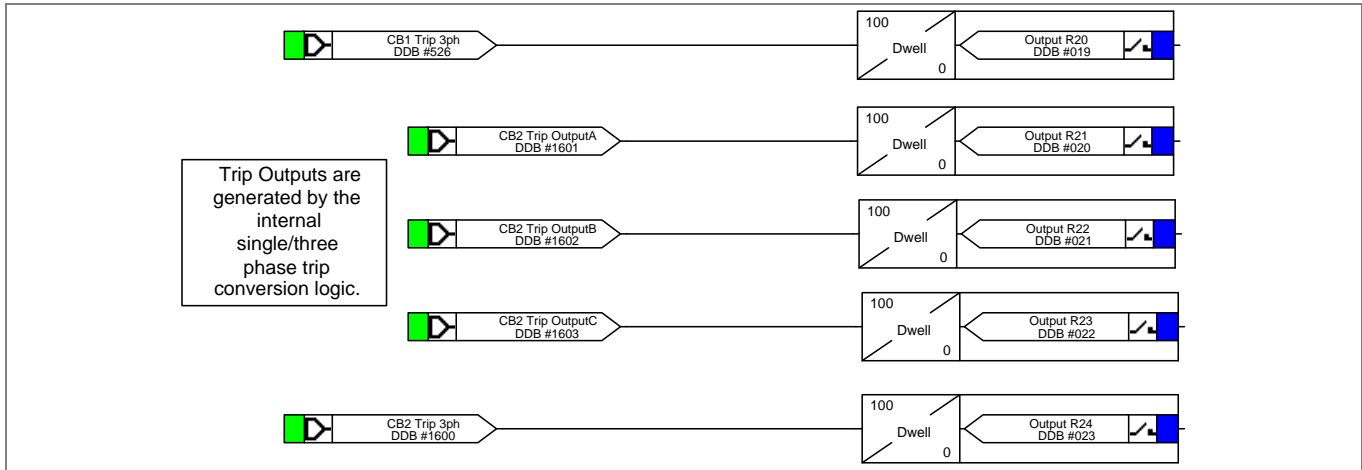 CB1 Trip 3ph
DDB #526
100
Dwell
0
Output R20
DDB #019
CB2 Trip OutputA
DDB #1601
100
Dwell
0
Output R21
DDB #020
Trip Outputs are
generated by the
internal
single/three
phase trip
conversion logic.
CB2 Trip OutputB
DDB #1602
100
Dwell
0
Output R22
DDB #021
CB2 Trip OutputC
DDB #1603
100
Dwell
0
Output R23
DDB #022
CB2 Trip 3ph
DDB #1600
100
Dwell
0
Output R24
DDB #023